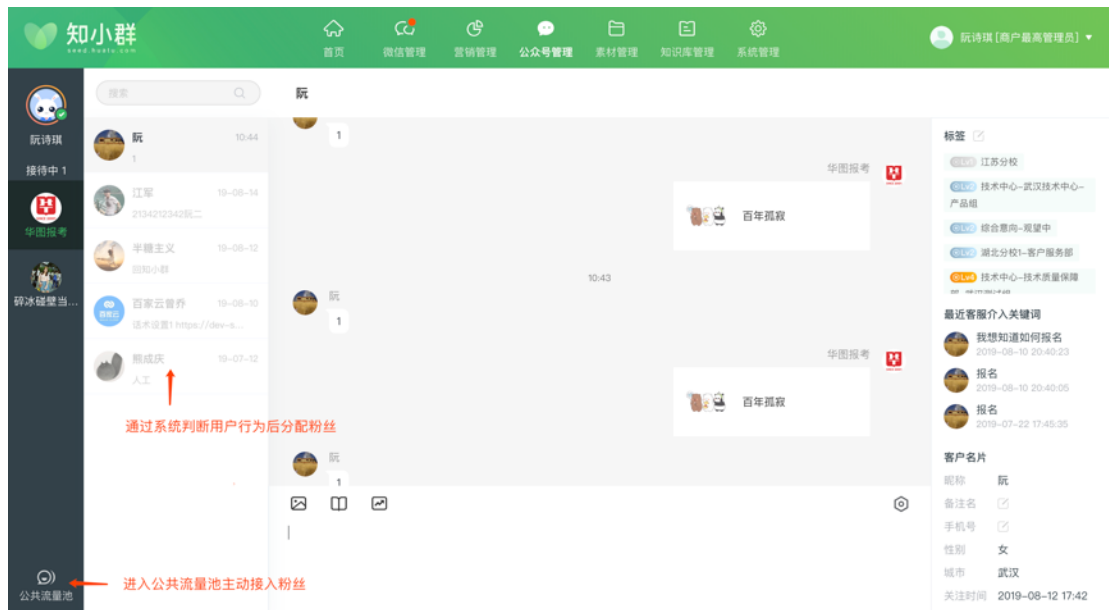 知小群
seed.huatu.com
首页
微信管理
营销管理
公众号管理
素材管理
知识库管理
系统管理
阮诗琪 [商户最高管理员]
阮诗琪
接待中 1
华图报考
碎冰碰壁当...
公共流量池
搜索
阮
10:44
1
江军
19-08-14
2134212342阮二
半糖主义
19-08-12
回知小群
百家云
百家云晋乔
19-08-10
话术设置1 https://dev-s...
熊成庆
19-07-12
人工
通过系统判断用户行为后分配粉丝
进入公共流量池主动接入粉丝
阮
1
华图报考
百年孤寂
10:43
阮
1
华图报考
百年孤寂
阮
1
标签
江苏分校
Lv2 技术中心-武汉技术中心-
产品组
Lv2 综合意向-观望中
Lv2 湖北分校1-客户服务部
Lv4 技术中心-技术质量保障
部-武汉测试组
最近客服介入关键词
我想知道如何报名
2019-08-10 20:40:23
报名
2019-08-10 20:40:05
报名
2019-07-22 17:45:35
客户名片
昵称 阮
备注名
手机号
性别 女
城市 武汉
关注时间 2019-08-12 17:42